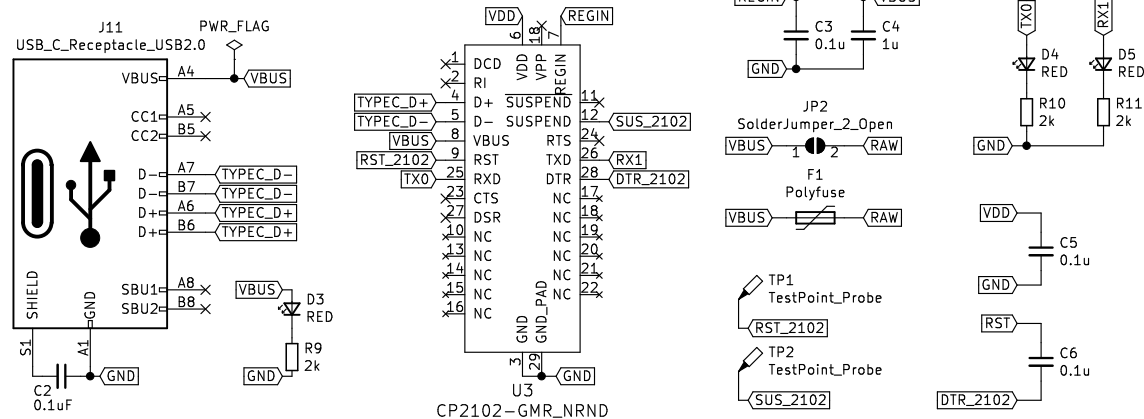 J11
USB_C_Receptacle_USB2.0
PWR_FLAG
VBUS A4 VBUS
CC1 A5
CC2 B5
D- A7 TYPEC_D-
D- B7 TYPEC_D-
D+ A6 TYPEC_D+
D+ B6 TYPEC_D+
SBU1 A8
SBU2 B8
SHIELD GND
S1 A1
C2
0.1uF
GND
VBUS
D3
RED
R9
2k
GND
VDD REGIN
6 18 7
VDD VPP REGIN
1 DCD
2 RI
TYPEC_D+ 4 D+
TYPEC_D- 5 D-
VBUS 8 VBUS
RST_2102 9 RST
TX0 25 RXD
23 CTS
27 DSR
10 NC
13 NC
14 NC
15 NC
16 NC
SUSPEND 11
SUSPEND 12 SUS_2102
RTS 24
TXD 26 RX1
DTR 28 DTR_2102
NC 17
NC 18
NC 19
NC 20
NC 21
NC 22
GND GND_PAD
3 29
GND
U3
CP2102-GMR_NRND
REGIN VBUS
C3
0.1u
C4
1u
GND
JP2
SolderJumper_2_Open
VBUS 1 2 RAW
F1
Polyfuse
VBUS RAW
TP1
TestPoint_Probe
RST_2102
TP2
TestPoint_Probe
SUS_2102
TX0 RX1
D4
RED
D5
RED
R10
2k
R11
2k
GND
VDD
C5
0.1u
GND
RST
C6
0.1u
DTR_2102